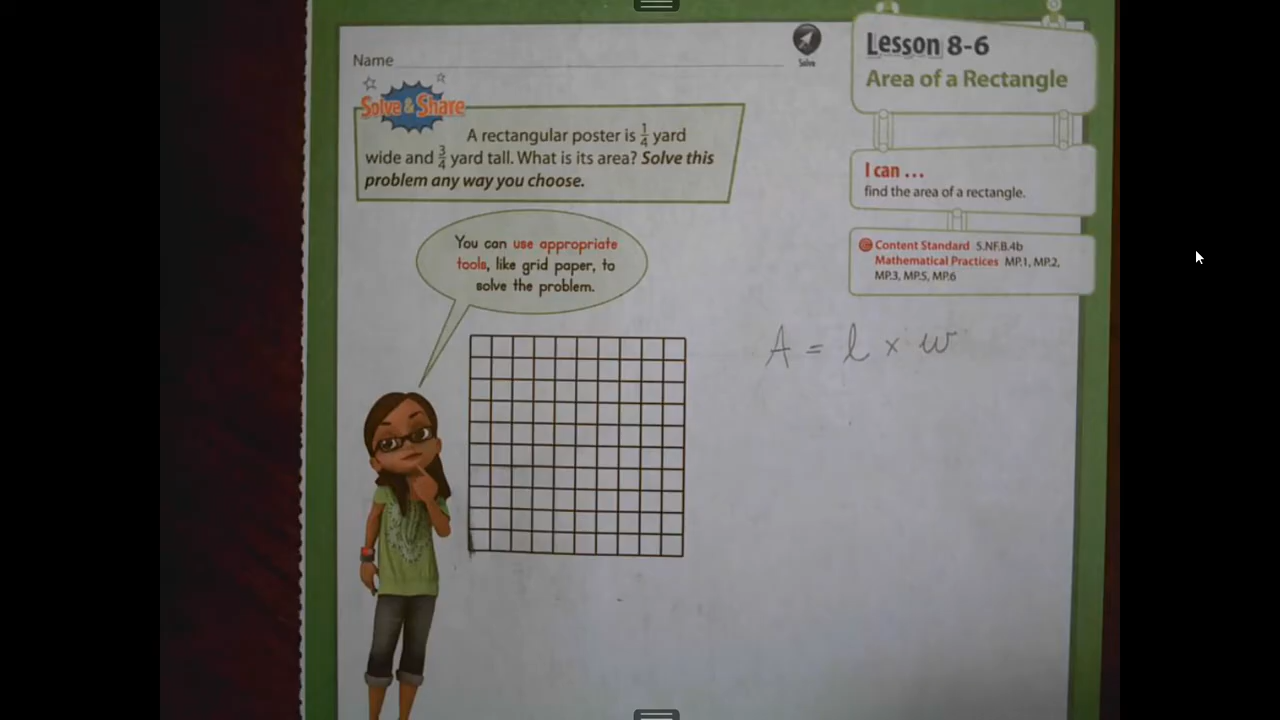 Name
Solve
Lesson 8-6
Area of a Rectangle
Solve & Share
A rectangular poster is 1/4 yard
wide and 3/4 yard tall. What is its area? Solve this
problem any way you choose.
I can ...
find the area of a rectangle.
Content Standard 5.NF.B.4b
Mathematical Practices MP.1, MP.2,
MP.3, MP.5, MP.6
You can use appropriate
tools, like grid paper, to
solve the problem.
A = l × w